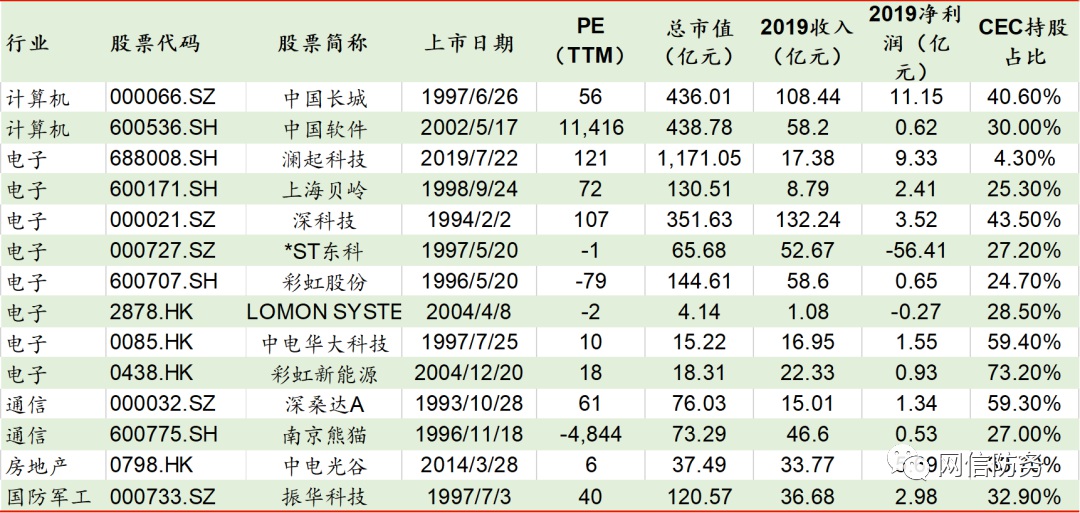 行业 股票代码 股票简称 上市日期 PE（TTM） 总市值（亿元） 2019收入（亿元） 2019净利润（亿元） CEC持股占比
计算机 000066.SZ 中国长城 1997/6/26 56 436.01 108.44 11.15 40.60%
计算机 600536.SH 中国软件 2002/5/17 11,416 438.78 58.2 0.62 30.00%
电子 688008.SH 澜起科技 2019/7/22 121 1,171.05 17.38 9.33 4.30%
电子 600171.SH 上海贝岭 1998/9/24 72 130.51 8.79 2.41 25.30%
电子 000021.SZ 深科技 1994/2/2 107 351.63 132.24 3.52 43.50%
电子 000727.SZ *ST东科 1997/5/20 -1 65.68 52.67 -56.41 27.20%
电子 600707.SH 彩虹股份 1996/5/20 -79 144.61 58.6 0.65 24.70%
电子 2878.HK LOMON SYSTE 2004/4/8 -2 4.14 1.08 -0.27 28.50%
电子 0085.HK 中电华大科技 1997/7/25 10 15.22 16.95 1.55 59.40%
电子 0438.HK 彩虹新能源 2004/12/20 18 18.31 22.33 0.93 73.20%
通信 000032.SZ 深桑达A 1993/10/28 61 76.03 15.01 1.34 59.30%
通信 600775.SH 南京熊猫 1996/11/18 -4,844 73.29 46.6 0.53 27.00%
房地产 0798.HK 中电光谷 2014/3/28 6 37.49 33.77
国防军工 000733.SZ 振华科技 1997/7/3 40 120.57 36.68 2.98 32.90%
网信防务